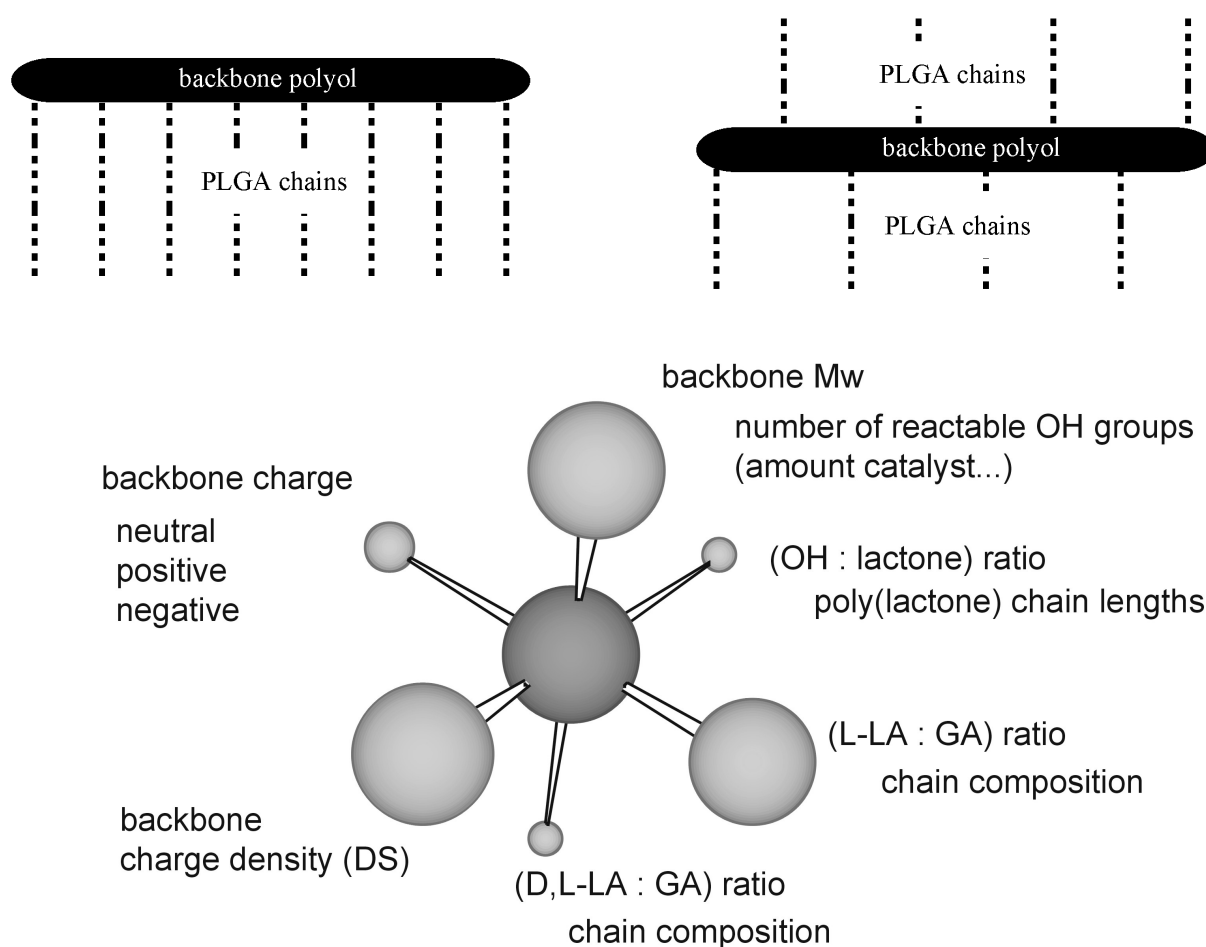 backbone polyol
PLGA chains
PLGA chains
backbone polyol
PLGA chains
backbone Mw
number of reactable OH groups
(amount catalyst...)
backbone charge
neutral
positive
negative
(OH : lactone) ratio
poly(lactone) chain lengths
(L-LA : GA) ratio
chain composition
backbone
charge density (DS)
(D,L-LA : GA) ratio
chain composition